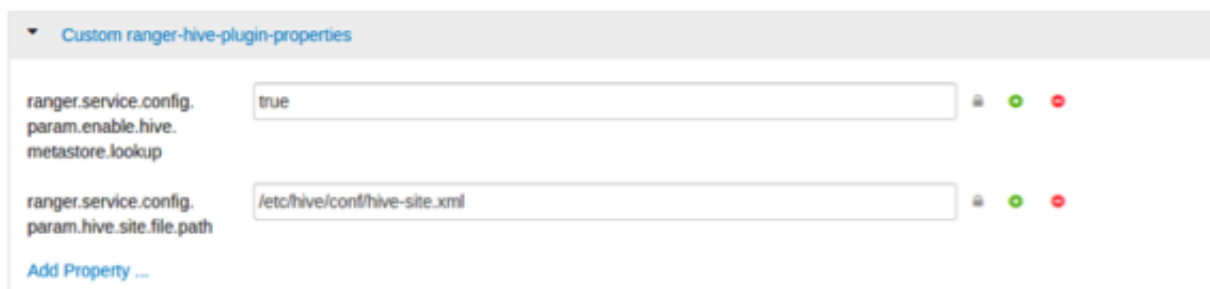 Custom ranger-hive-plugin-properties
ranger.service.config.
param.enable.hive.
metastore.lookup
true
ranger.service.config.
param.hive.site.file.path
/etc/hive/conf/hive-site.xml
Add Property ...